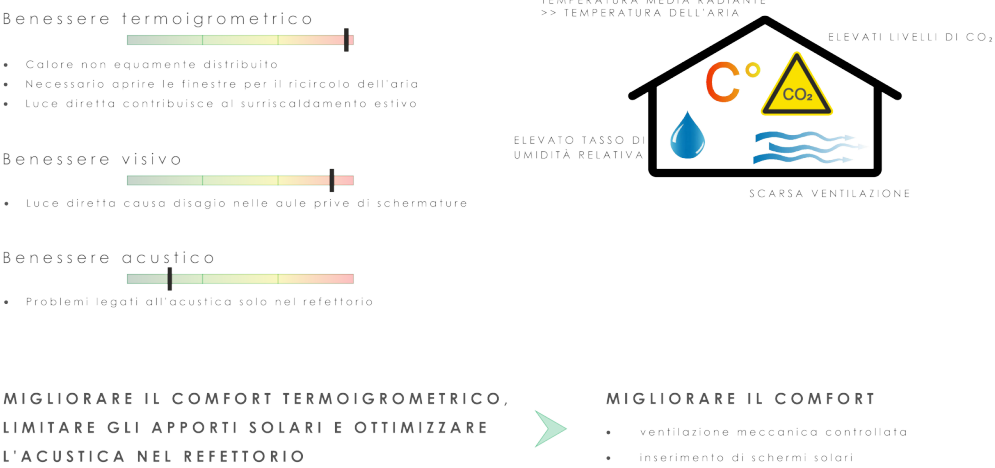 Benessere termoigrometrico
• Calore non equamente distribuito
• Necessario aprire le finestre per il ricircolo dell'aria
• Luce diretta contribuisce al surriscaldamento estivo
Benessere visivo
• Luce diretta causa disagio nelle aule prive di schermature
Benessere acustico
• Problemi legati all'acustica solo nel refettorio
TEMPERATURA MEDIA RADIANTE
>> TEMPERATURA DELL'ARIA
ELEVATI LIVELLI DI CO₂
C°
CO₂
ELEVATO TASSO DI
UMIDITÀ RELATIVA
SCARSA VENTILAZIONE
MIGLIORARE IL COMFORT TERMOIGROMETRICO,
LIMITARE GLI APPORTI SOLARI E OTTIMIZZARE
L'ACUSTICA NEL REFETTORIO
MIGLIORARE IL COMFORT
• ventilazione meccanica controllata
• inserimento di schermi solari